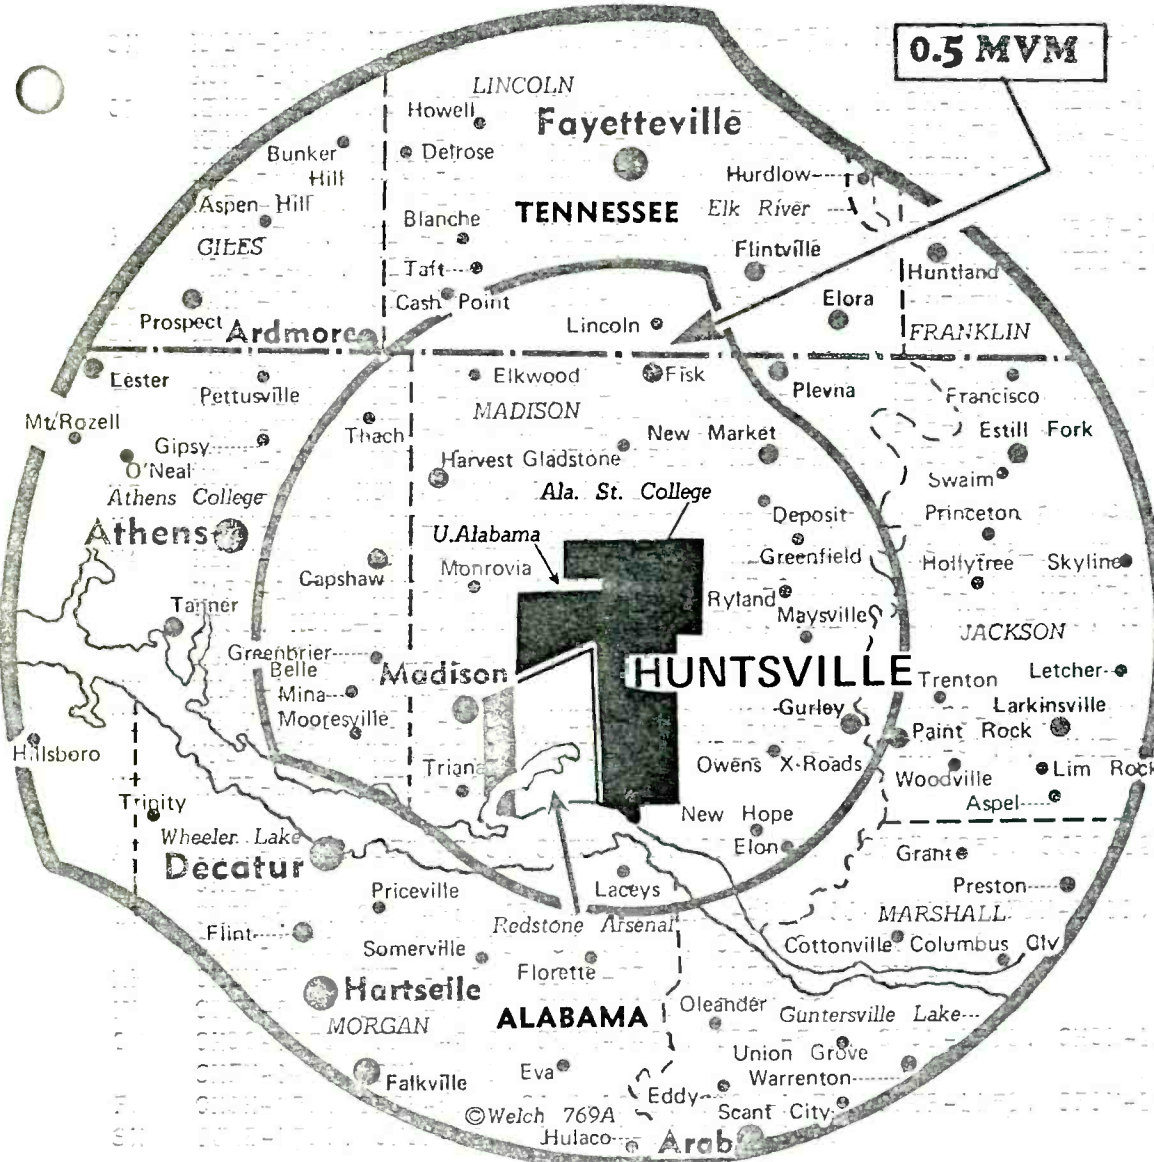 0.5 MVM
LINCOLN
Howell
Fayetteville
Bunker
Hill
Delrose
Hurdlow
Aspen Hill
TENNESSEE
Elk River
Blanche
GILES
Flintville
Taft
Huntland
Cash Point
Elora
Prospect
Ardmore
Lincoln
FRANKLIN
Lester
Elkwood
Fisk
Plevna
Pettusville
Francisco
MADISON
Mt/Rozell
Thach
New Market
Estill Fork
Gipsy
O'Neal
Harvest
Gladstone
Swaim
Athens College
Ala. St. College
Athens
Deposit
Princeton
U.Alabama
Greenfield
Capshaw
Monrovia
Hollytree
Skyline
Ryland
Tanner
Maysville
JACKSON
Greenbrier
HUNTSVILLE
Belle
Mina
Madison
Trenton
Letcher
Mooresville
Gurley
Larkinsville
Paint Rock
Hillsboro
Triana
Owens X-Roads
Woodville
Lim Rock
Trinity
Aspel
New Hope
Wheeler Lake
Elon
Grant
Decatur
Priceville
Laceys
Preston
MARSHALL
Flint
Redstone Arsenal
Somerville
Cottonville
Columbus Cty
Florette
Hartselle
Oleander
Guntersville Lake
MORGAN
ALABAMA
Union Grove
Falkville
Eva
Warrenton
Eddy
Scant City
©Welch 769A
Hulaco
Arab